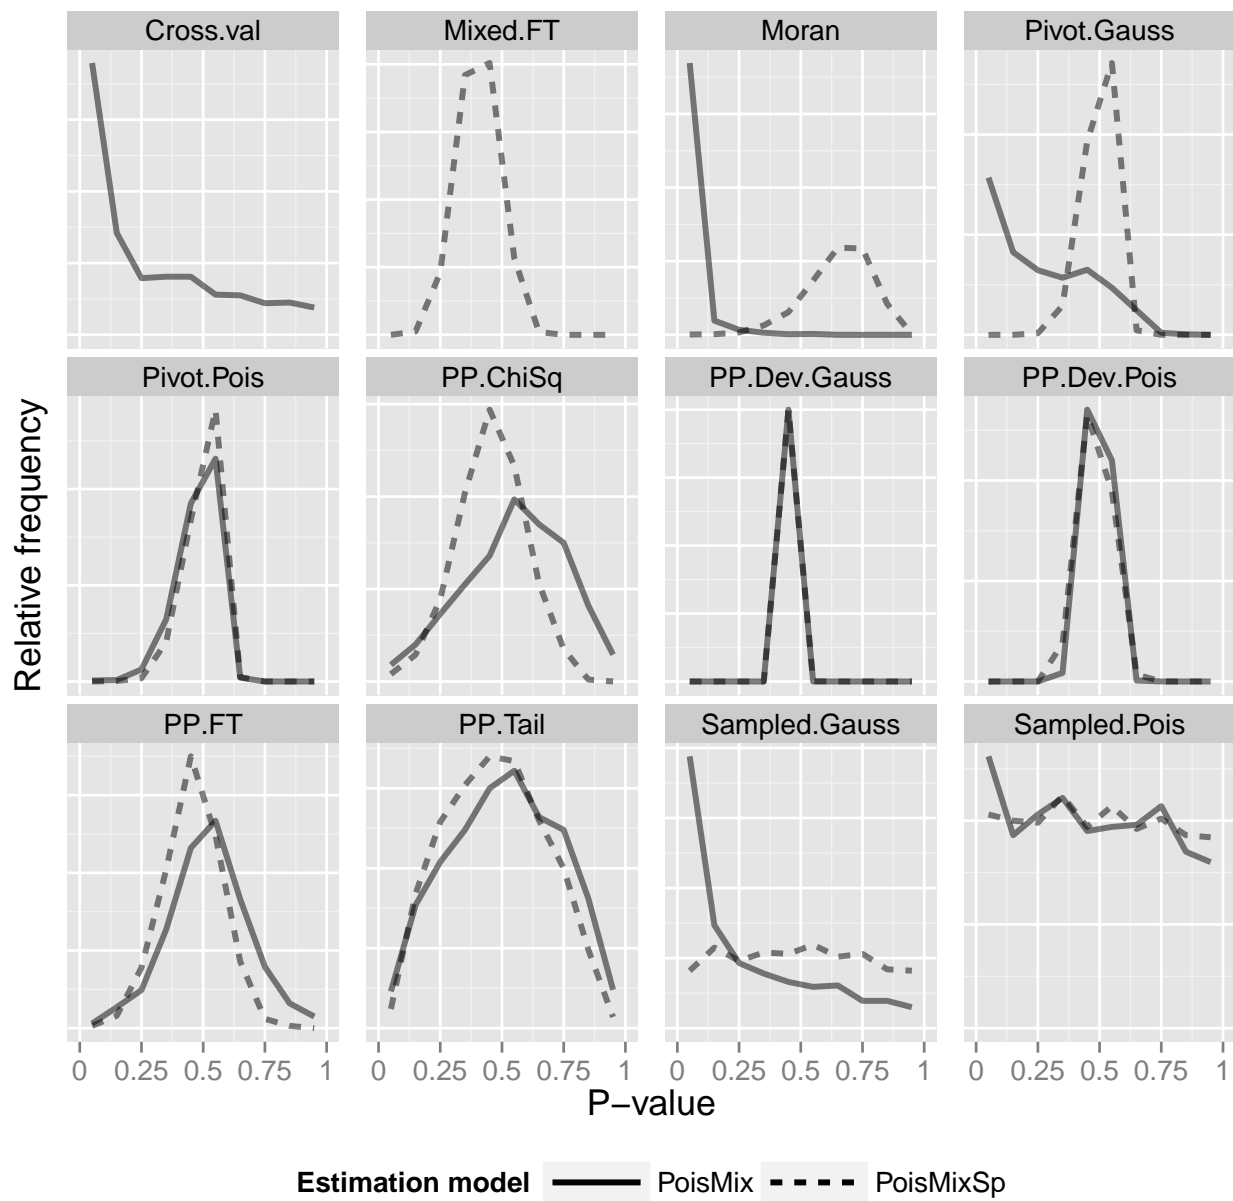 Cross.val Mixed.FT Moran Pivot.Gauss
Pivot.Pois PP.ChiSq PP.Dev.Gauss PP.Dev.Pois
Relative frequency
PP.FT PP.Tail Sampled.Gauss Sampled.Pois
0 0.25 0.5 0.75 1 0 0.25 0.5 0.75 1 0 0.25 0.5 0.75 1 0 0.25 0.5 0.75 1
P−value
Estimation model PoisMix PoisMixSp